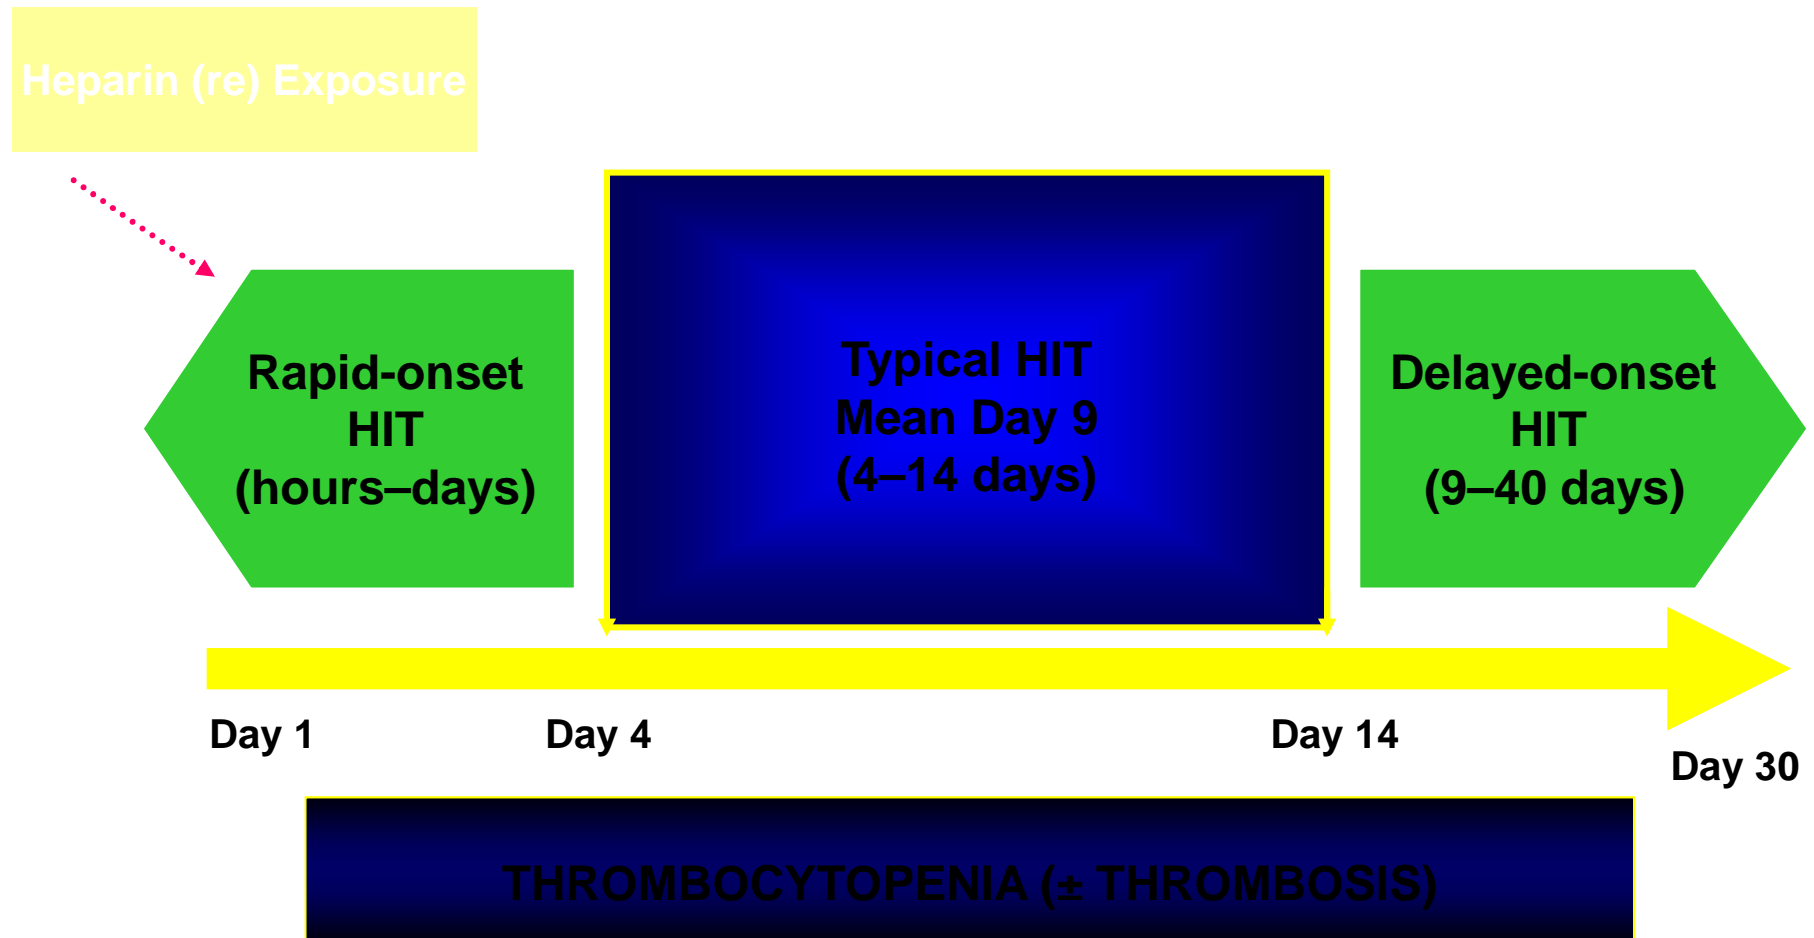 Heparin (re) Exposure
Rapid-onset
HIT
(hours–days)
Typical HIT
Mean Day 9
(4–14 days)
Delayed-onset
HIT
(9–40 days)
Day 1
Day 4
Day 14
Day 30
THROMBOCYTOPENIA (± THROMBOSIS)